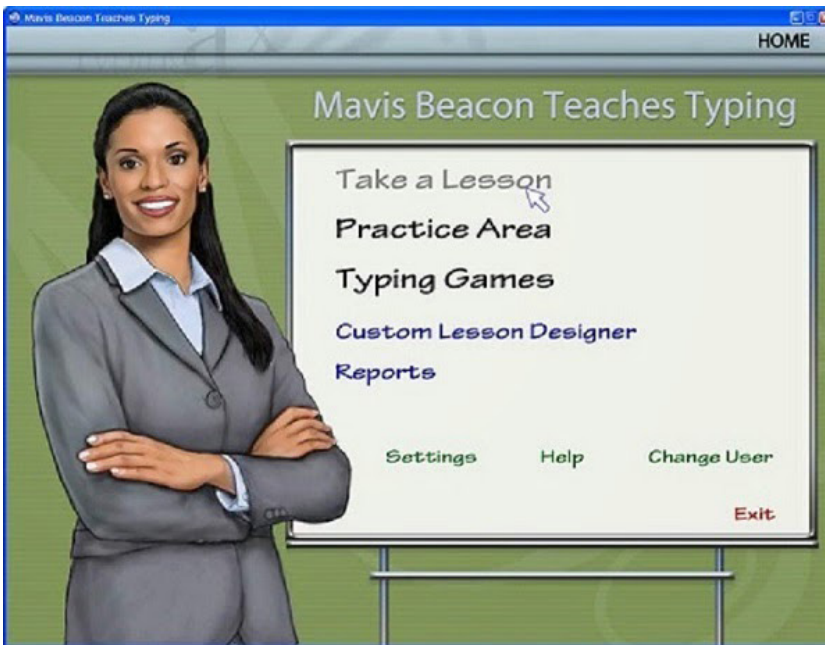 Mavis Beacon Teaches Typing
HOME
Mavis Beacon Teaches Typing
Take a Lesson
Practice Area
Typing Games
Custom Lesson Designer
Reports
Settings Help Change User
Exit